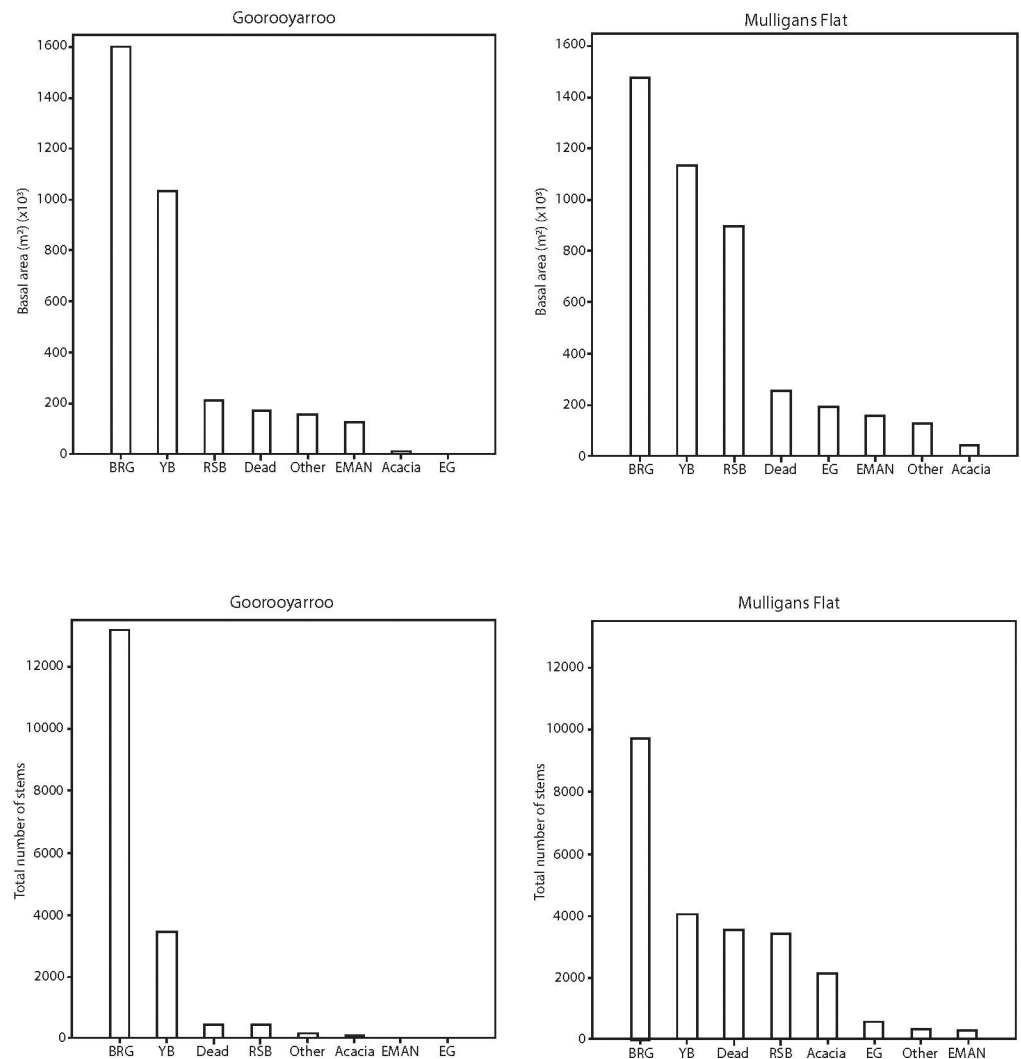 Goorooyarroo
1600
1400
1200
1000
800
600
400
200
0
Basal area (m²) (x10³)
BRG YB RSB Dead Other EMAN Acacia EG
Mulligans Flat
1600
1400
1200
1000
800
600
400
200
0
Basal area (m²) (x10³)
BRG YB RSB Dead EG EMAN Other Acacia
Goorooyarroo
12000
10000
8000
6000
4000
2000
0
Total number of stems
BRG YB Dead RSB Other Acacia EMAN EG
Mulligans Flat
12000
10000
8000
6000
4000
2000
0
Total number of stems
BRG YB Dead RSB Acacia EG Other EMAN